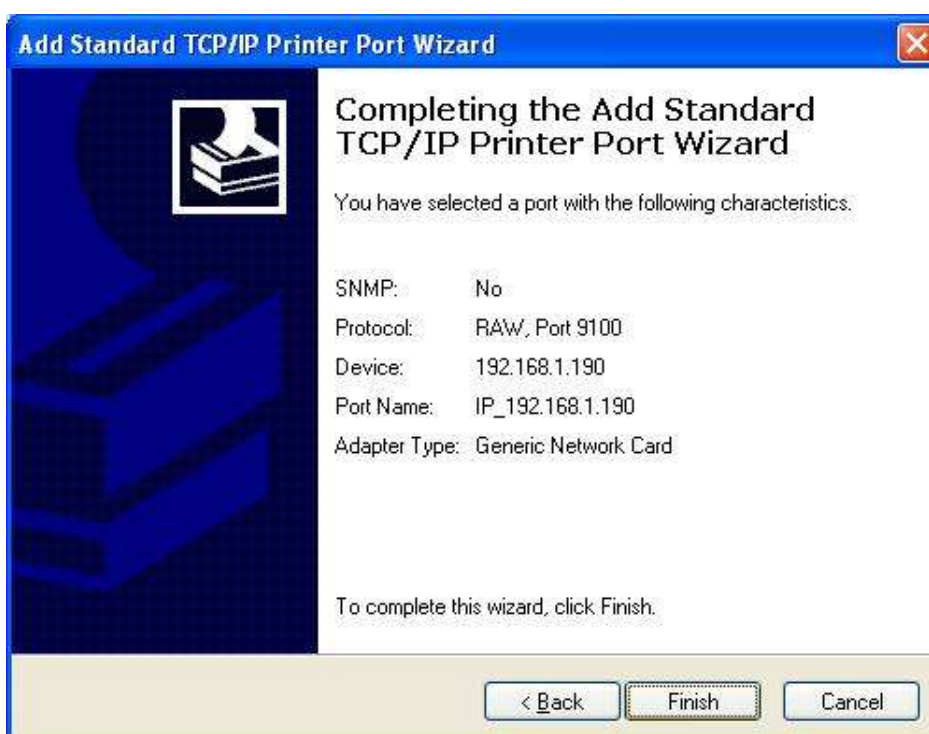 Add Standard TCP/IP Printer Port Wizard
Completing the Add Standard
TCP/IP Printer Port Wizard
You have selected a port with the following characteristics.
SNMP: No
Protocol: RAW, Port 9100
Device: 192.168.1.190
Port Name: IP_192.168.1.190
Adapter Type: Generic Network Card
To complete this wizard, click Finish.
< Back Finish Cancel